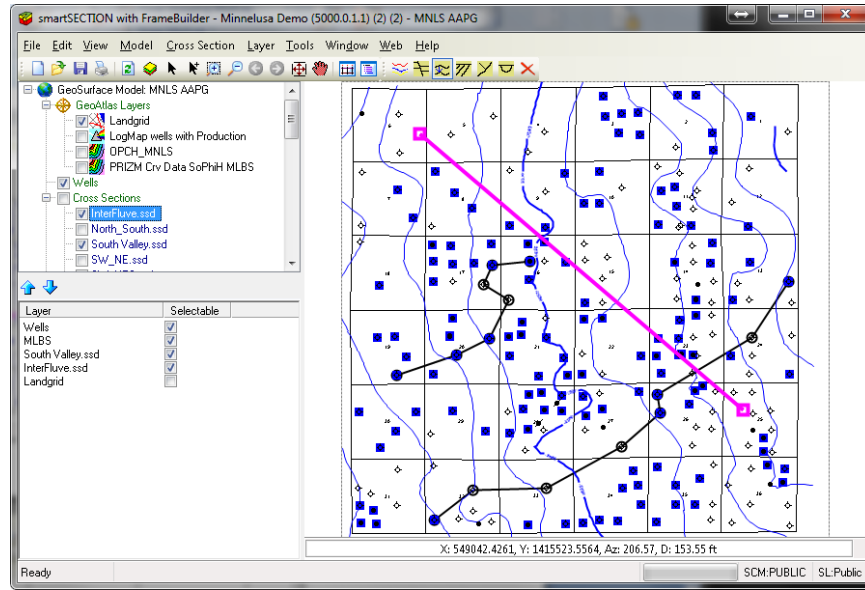 smartSECTION with FrameBuilder - Minnelusa Demo (5000.0.1.1) (2) (2) - MNLS AAPG
File Edit View Model Cross Section Layer Tools Window Web Help
GeoSurface Model: MNLS AAPG
GeoAtlas Layers
Landgrid
LogMap wells with Production
OPCH_MNLS
PRIZM Crv Data SoPhiH MLBS
Wells
Cross Sections
InterFluve.ssd
North_South.ssd
South Valley.ssd
SW_NE.ssd
Layer Selectable
Wells
MLBS
South Valley.ssd
InterFluve.ssd
Landgrid
X: 549042.4261, Y: 1415523.5564, Az: 206.57, D: 153.55 ft
Ready SCM:PUBLIC SL:Public